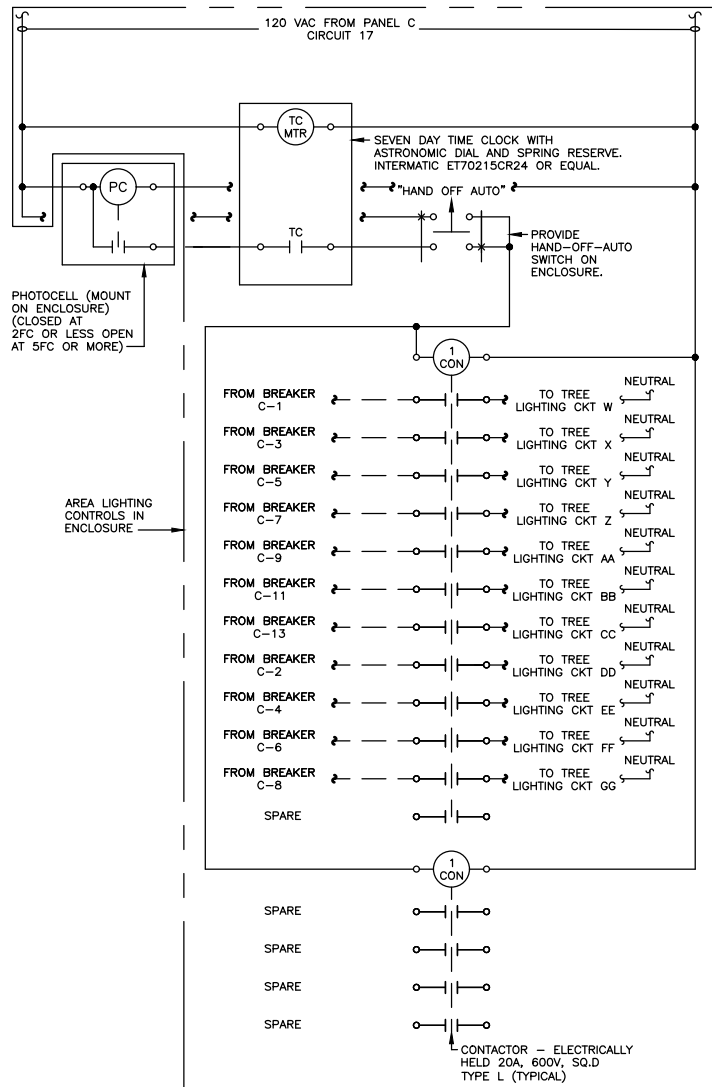 120 VAC FROM PANEL C
CIRCUIT 17
TC
MTR
SEVEN DAY TIME CLOCK WITH
ASTRONOMIC DIAL AND SPRING RESERVE.
INTERMATIC ET70215CR24 OR EQUAL.
PC
"HAND OFF AUTO"
TC
PROVIDE
HAND-OFF-AUTO
SWITCH ON
ENCLOSURE.
PHOTOCELL (MOUNT
ON ENCLOSURE)
(CLOSED AT
2FC OR LESS OPEN
AT 5FC OR MORE)
1
CON
FROM BREAKER
C-1
TO TREE
LIGHTING CKT W
NEUTRAL
FROM BREAKER
C-3
TO TREE
LIGHTING CKT X
NEUTRAL
FROM BREAKER
C-5
TO TREE
LIGHTING CKT Y
NEUTRAL
FROM BREAKER
C-7
TO TREE
LIGHTING CKT Z
NEUTRAL
AREA LIGHTING
CONTROLS IN
ENCLOSURE
FROM BREAKER
C-9
TO TREE
LIGHTING CKT AA
NEUTRAL
FROM BREAKER
C-11
TO TREE
LIGHTING CKT BB
NEUTRAL
FROM BREAKER
C-13
TO TREE
LIGHTING CKT CC
NEUTRAL
FROM BREAKER
C-2
TO TREE
LIGHTING CKT DD
NEUTRAL
FROM BREAKER
C-4
TO TREE
LIGHTING CKT EE
NEUTRAL
FROM BREAKER
C-6
TO TREE
LIGHTING CKT FF
NEUTRAL
FROM BREAKER
C-8
TO TREE
LIGHTING CKT GG
NEUTRAL
SPARE
1
CON
SPARE
SPARE
SPARE
SPARE
CONTACTOR - ELECTRICALLY
HELD 20A, 600V, SQ.D
TYPE L (TYPICAL)